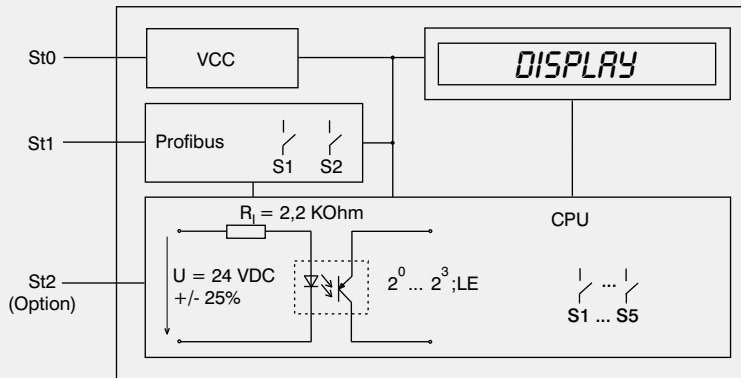 St0
VCC
DISPLAY
St1
Profibus
S1 S2
R_I = 2,2 KOhm
CPU
St2
(Option)
U = 24 VDC
+/- 25%
2^0 ... 2^3;LE
...
S1 ... S5